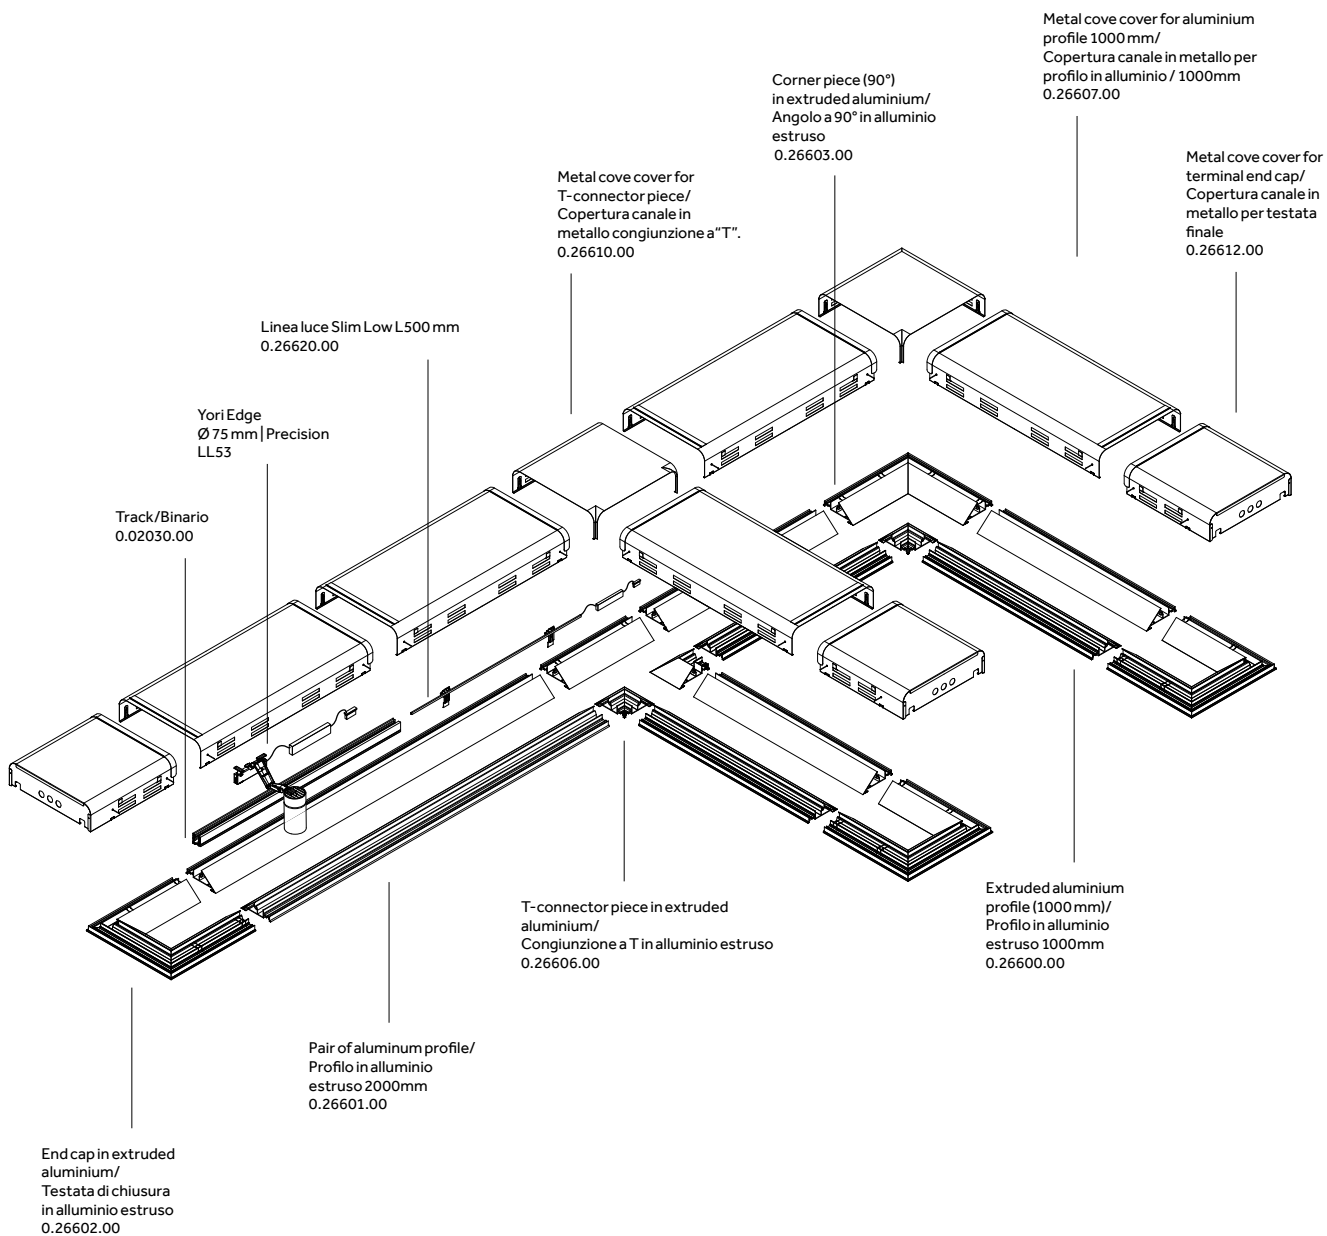 Metal cove cover for aluminium
profile 1000 mm/
Copertura canale in metallo per
profilo in alluminio / 1000mm
0.26607.00
Corner piece (90°)
in extruded aluminium/
Angolo a 90° in alluminio
estruso
0.26603.00
Metal cove cover for
terminal end cap/
Copertura canale in
metallo per testata
finale
0.26612.00
Metal cove cover for
T-connector piece/
Copertura canale in
metallo congiunzione a“T”.
0.26610.00
Linea luce Slim Low L500 mm
0.26620.00
Yori Edge
Ø 75 mm | Precision
LL53
Track/Binario
0.02030.00
Extruded aluminium
profile (1000 mm)/
Profilo in alluminio
estruso 1000mm
0.26600.00
T-connector piece in extruded
aluminium/
Congiunzione a T in alluminio estruso
0.26606.00
Pair of aluminum profile/
Profilo in alluminio
estruso 2000mm
0.26601.00
End cap in extruded
aluminium/
Testata di chiusura
in alluminio estruso
0.26602.00